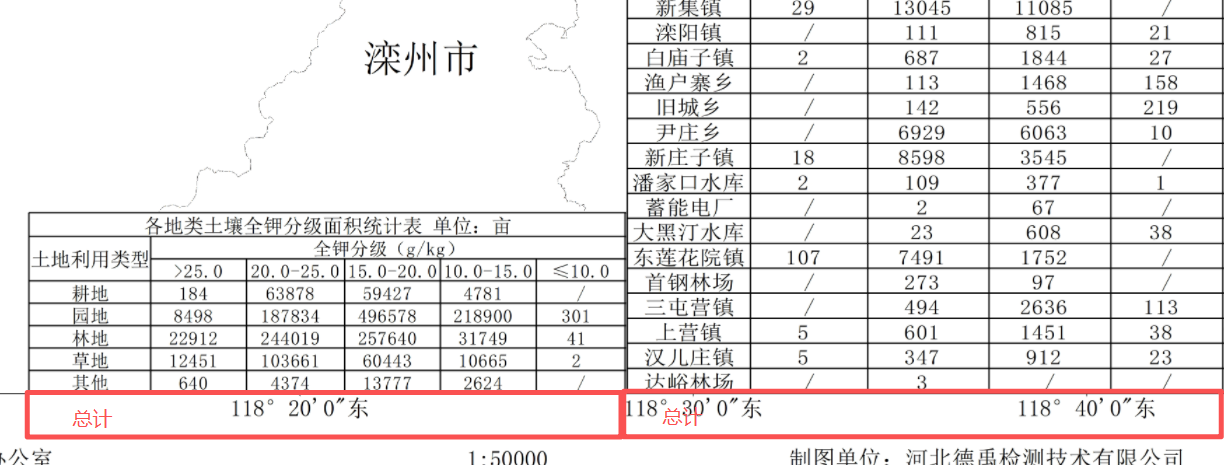 滦州市
各地类土壤全钾分级面积统计表 单位：亩
土地利用类型 全钾分级（g/kg）
>25.0 20.0-25.0 15.0-20.0 10.0-15.0 ≤10.0
耕地 184 63878 59427 4781 /
园地 8498 187834 496578 218900 301
林地 22912 244019 257640 31749 41
草地 12451 103661 60443 10665 2
其他 640 4374 13777 2624 /
新集镇 29 13045 11085 /
滦阳镇 / 111 815 21
白庙子镇 2 687 1844 27
渔户寨乡 / 113 1468 158
旧城乡 / 142 556 219
尹庄乡 / 6929 6063 10
新庄子镇 18 8598 3545 /
潘家口水库 2 109 377 1
蓄能电厂 / 2 67 /
大黑汀水库 / 23 608 38
东莲花院镇 107 7491 1752 /
首钢林场 / 273 97 /
三屯营镇 / 494 2636 113
上营镇 5 601 1451 38
汉儿庄镇 5 347 912 23
达峪林场 / 3 / /
总计 118°20'0"东
118°30'0"东 总计 118°40'0"东
办公室 1:50000 制图单位：河北德禹检测技术有限公司